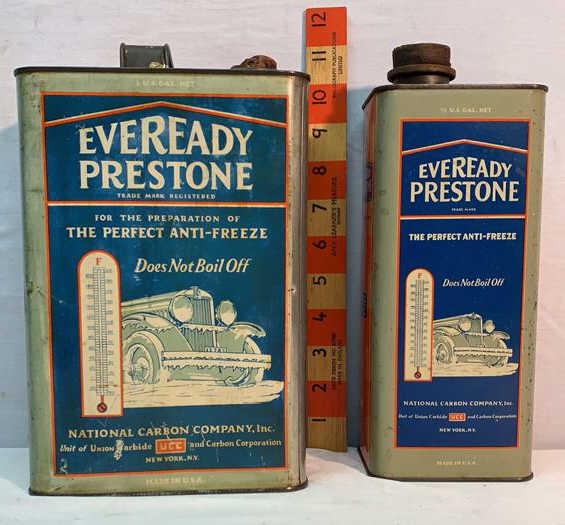 1 U.S. GAL. NET
EVEREADY
PRESTONE
TRADE MARK REGISTERED
FOR THE PREPARATION OF
THE PERFECT ANTI-FREEZE
Does Not Boil Off
F
NATIONAL CARBON COMPANY, Inc.
Unit of Union Carbide UCC and Carbon Corporation
NEW YORK, N.Y.
MADE IN U.S.A.
12
11
10
9
8
7
6
5
4
3
2
1
½ U.S. GAL. NET
EVEREADY
PRESTONE
TRADE MARK
THE PERFECT ANTI-FREEZE
Does Not Boil Off
F
NATIONAL CARBON COMPANY, Inc.
Unit of Union Carbide UCC and Carbon Corporation
NEW YORK, N.Y.
MADE IN U.S.A.